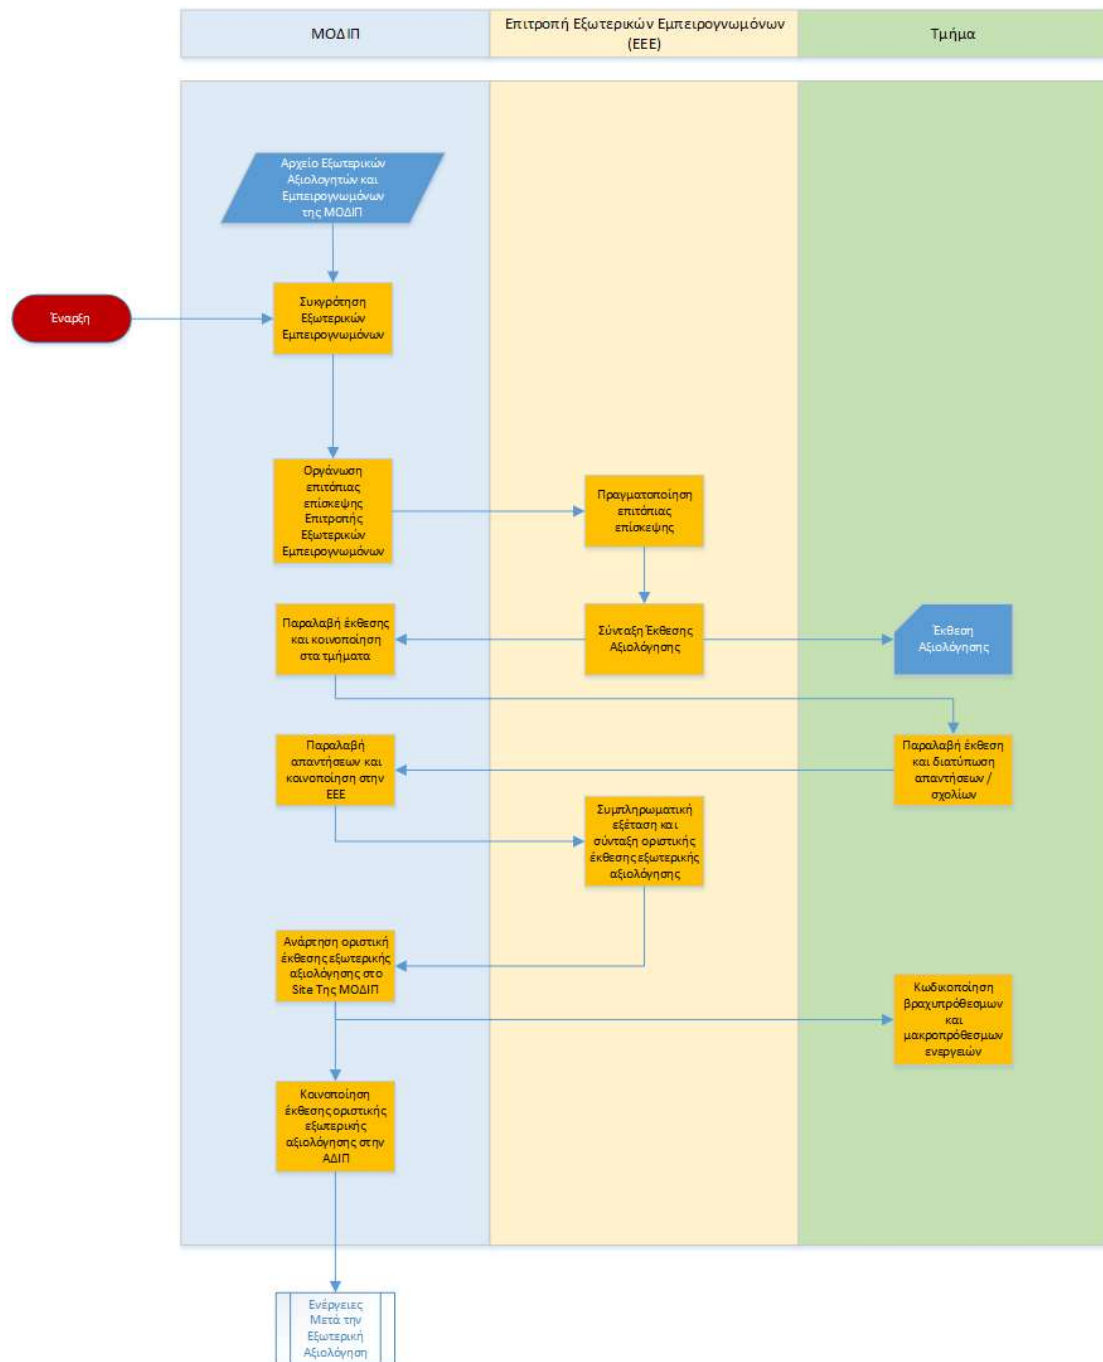 ΜΟΔΙΠ
Επιτροπή Εξωτερικών Εμπειρογνωμόνων
(ΕΕΕ)
Τμήμα
Αρχείο Εξωτερικών
Αξιολογητών και
Εμπειρογνωμόνων
της ΜΟΔΙΠ
Έναρξη
Συκγρότηση
Εξωτερικών
Εμπειρογνωμόνων
Οργάνωση
επιτόπιας
επίσκεψης
Επιτροπής
Εξωτερικών
Εμπειρογνωμόνων
Πραγματοποίηση
επιτόπιας
επίσκεψης
Παραλαβή έκθεσης
και κοινοποίηση
στα τμήματα
Σύνταξη Έκθεσης
Αξιολόγησης
Έκθεση
Αξιολόγησης
Παραλαβή
απαντήσεων και
κοινοποίηση στην
ΕΕΕ
Παραλαβή έκθεση
και διατύπωση
απαντήσεων /
σχολίων
Συμπληρωματική
εξέταση και
σύνταξη οριστικής
έκθεσης εξωτερικής
αξιολόγησης
Ανάρτηση οριστική
έκθεσης εξωτερικής
αξιολόγησης στο
Site Της ΜΟΔΙΠ
Κωδικοποίηση
βραχυπρόθεσμων
και
μακροπρόθεσμων
ενεργειών
Κοινοποίηση
έκθεσης οριστικής
εξωτερικής
αξιολόγησης στην
ΑΔΙΠ
Ενέργειες
Μετά την
Εξωτερική
Αξιολόγηση